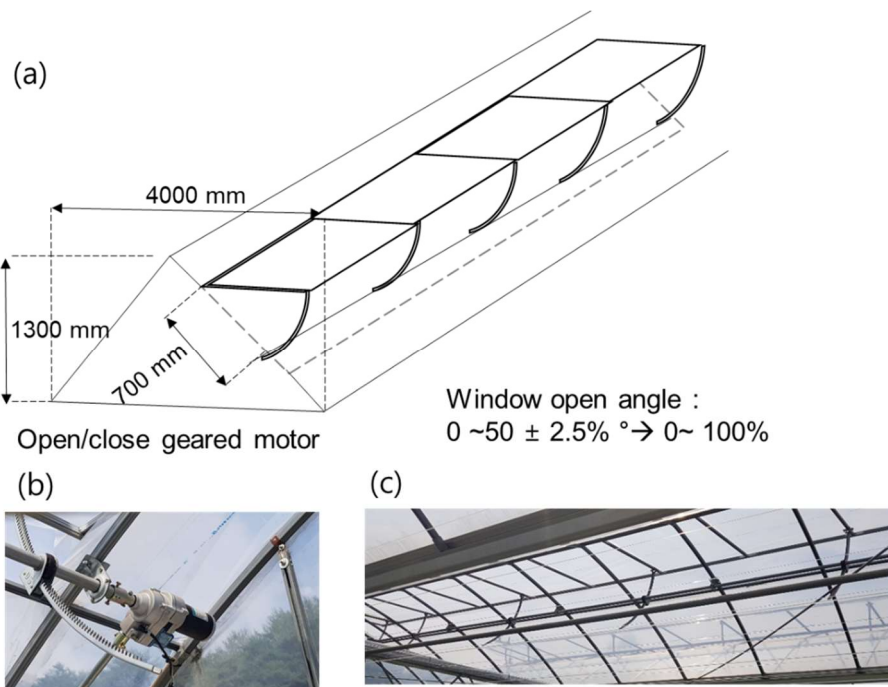 (a)
4000 mm
1300 mm
700 mm
Window open angle :
0 ~50 ± 2.5% °→ 0~ 100%
Open/close geared motor
(b)
(c)